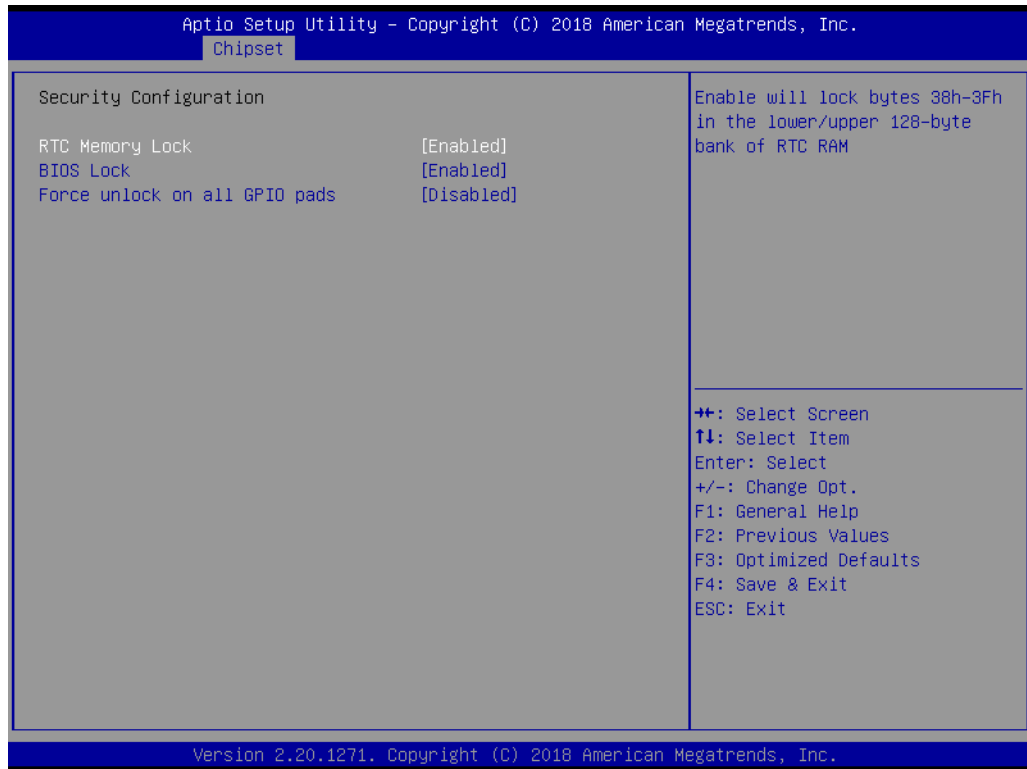 Aptio Setup Utility – Copyright (C) 2018 American Megatrends, Inc.
Chipset
Security Configuration
RTC Memory Lock [Enabled]
BIOS Lock [Enabled]
Force unlock on all GPIO pads [Disabled]
Enable will lock bytes 38h-3Fh
in the lower/upper 128-byte
bank of RTC RAM
→←: Select Screen
↑↓: Select Item
Enter: Select
+/-: Change Opt.
F1: General Help
F2: Previous Values
F3: Optimized Defaults
F4: Save & Exit
ESC: Exit
Version 2.20.1271. Copyright (C) 2018 American Megatrends, Inc.